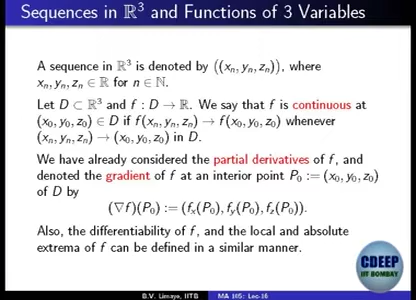 Sequences in ℝ³ and Functions of 3 Variables
A sequence in ℝ³ is denoted by ((xₙ, yₙ, zₙ)), where
xₙ, yₙ, zₙ ∈ ℝ for n ∈ ℕ.
Let D ⊂ ℝ³ and f : D → ℝ. We say that f is continuous at
(x₀, y₀, z₀) ∈ D if f(xₙ, yₙ, zₙ) → f(x₀, y₀, z₀) whenever
(xₙ, yₙ, zₙ) → (x₀, y₀, z₀) in D.
We have already considered the partial derivatives of f, and
denoted the gradient of f at an interior point P₀ := (x₀, y₀, z₀)
of D by
(∇f)(P₀) := (fₓ(P₀), f_y(P₀), f_z(P₀)).
Also, the differentiability of f, and the local and absolute
extrema of f can be defined in a similar manner.
CDEEP
IIT BOMBAY
B.V. Limaye, IITB MA 105: Lec-16